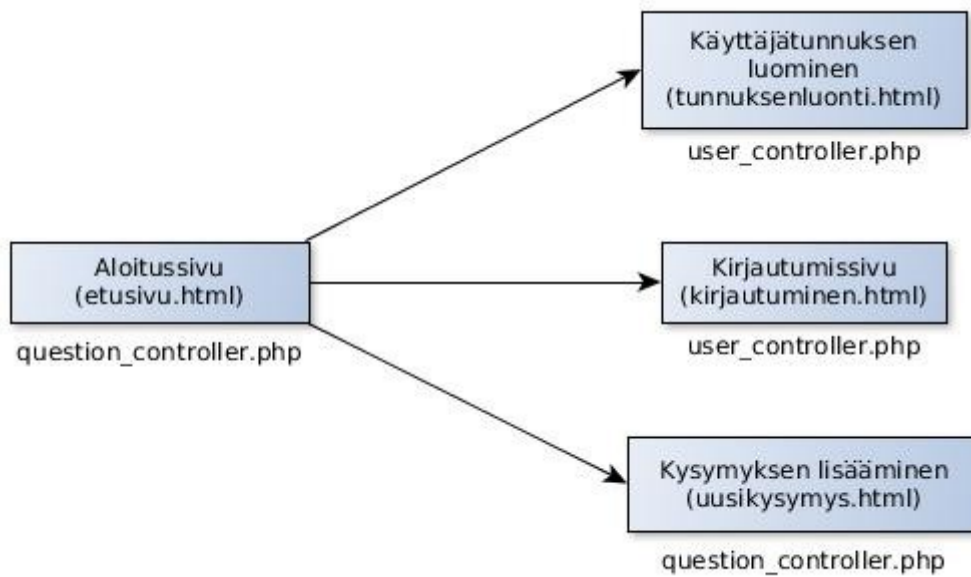 Käyttäjätunnuksen
luominen
(tunnuksenluonti.html)
user_controller.php
Aloitussivu
(etusivu.html)
question_controller.php
Kirjautumissivu
(kirjautuminen.html)
user_controller.php
Kysymyksen lisääminen
(uusikysymys.html)
question_controller.php